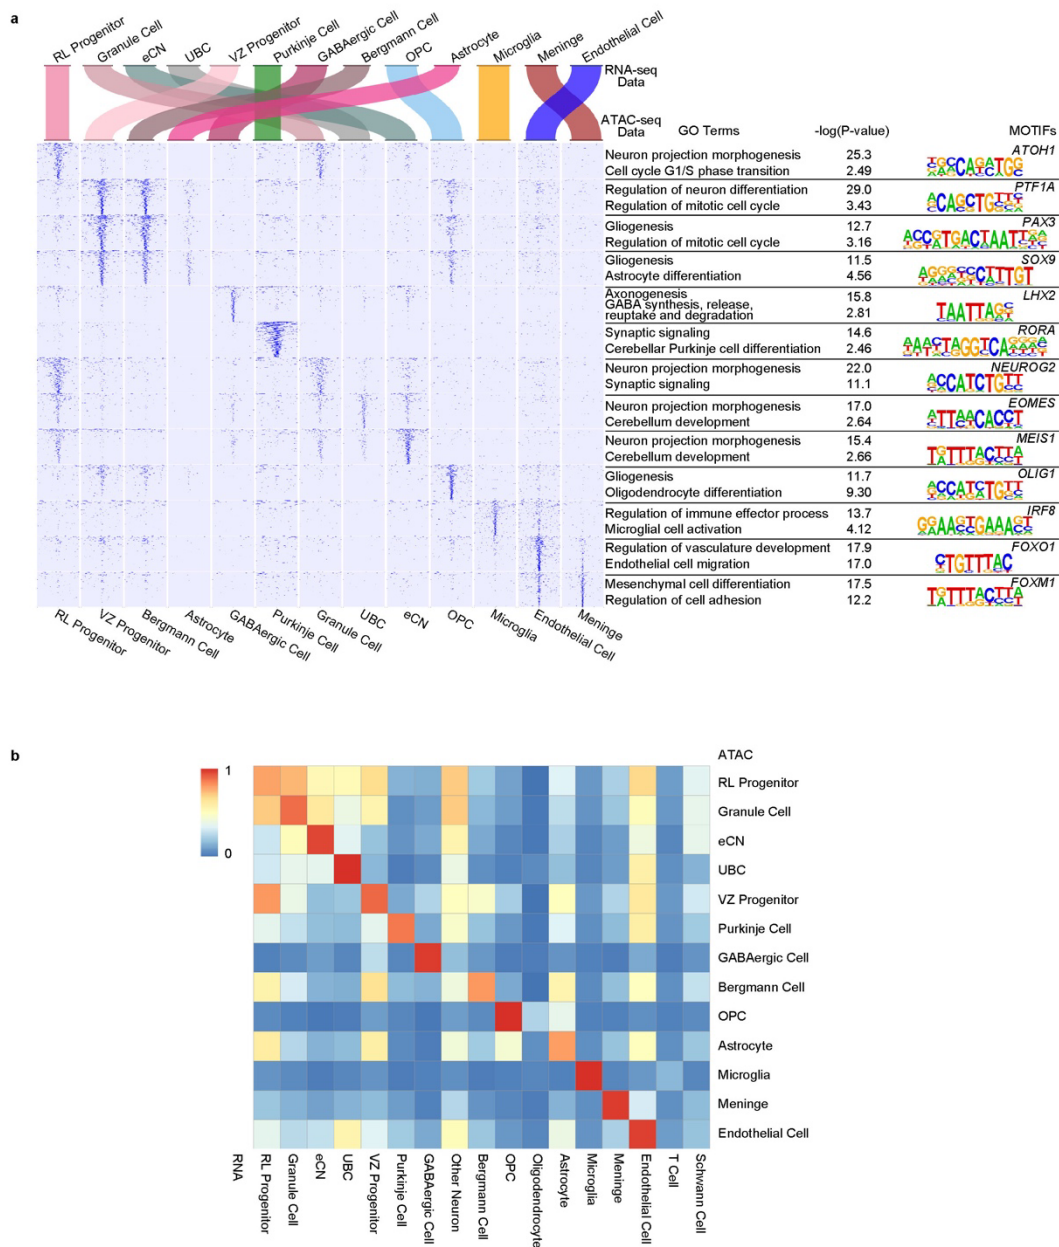 a
RL Progenitor
Granule Cell
eCN
UBC
VZ Progenitor
Purkinje Cell
GABAergic Cell
Bergmann Cell
OPC
Astrocyte
Microglia
Meninge
Endothelial Cell
RNA-seq
Data
ATAC-seq
Data
GO Terms
-log(P-value)
MOTIFs
Neuron projection morphogenesis 25.3 ATOH1
Cell cycle G1/S phase transition 2.49
Regulation of neuron differentiation 29.0 PTF1A
Regulation of mitotic cell cycle 3.43
Gliogenesis 12.7 PAX3
Regulation of mitotic cell cycle 3.16
Gliogenesis 11.5 SOX9
Astrocyte differentiation 4.56
Axonogenesis 15.8 LHX2
GABA synthesis, release,
reuptake and degradation 2.81
Synaptic signaling 14.6 RORA
Cerebellar Purkinje cell differentiation 2.46
Neuron projection morphogenesis 22.0 NEUROG2
Synaptic signaling 11.1
Neuron projection morphogenesis 17.0 EOMES
Cerebellum development 2.64
Neuron projection morphogenesis 15.4 MEIS1
Cerebellum development 2.66
Gliogenesis 11.7 OLIG1
Oligodendrocyte differentiation 9.30
Regulation of immune effector process 13.7 IRF8
Microglial cell activation 4.12
Regulation of vasculature development 17.9 FOXO1
Endothelial cell migration 17.0
Mesenchymal cell differentiation 17.5 FOXM1
Regulation of cell adhesion 12.2
RL Progenitor
VZ Progenitor
Bergmann Cell
Astrocyte
GABAergic Cell
Purkinje Cell
Granule Cell
UBC
eCN
OPC
Microglia
Endothelial Cell
Meninge
b
1
0
ATAC
RL Progenitor
Granule Cell
eCN
UBC
VZ Progenitor
Purkinje Cell
GABAergic Cell
Bergmann Cell
OPC
Astrocyte
Microglia
Meninge
Endothelial Cell
RNA
RL Progenitor
Granule Cell
eCN
UBC
VZ Progenitor
Purkinje Cell
GABAergic Cell
Other Neuron
Bergmann Cell
OPC
Oligodendrocyte
Astrocyte
Microglia
Meninge
Endothelial Cell
T Cell
Schwann Cell